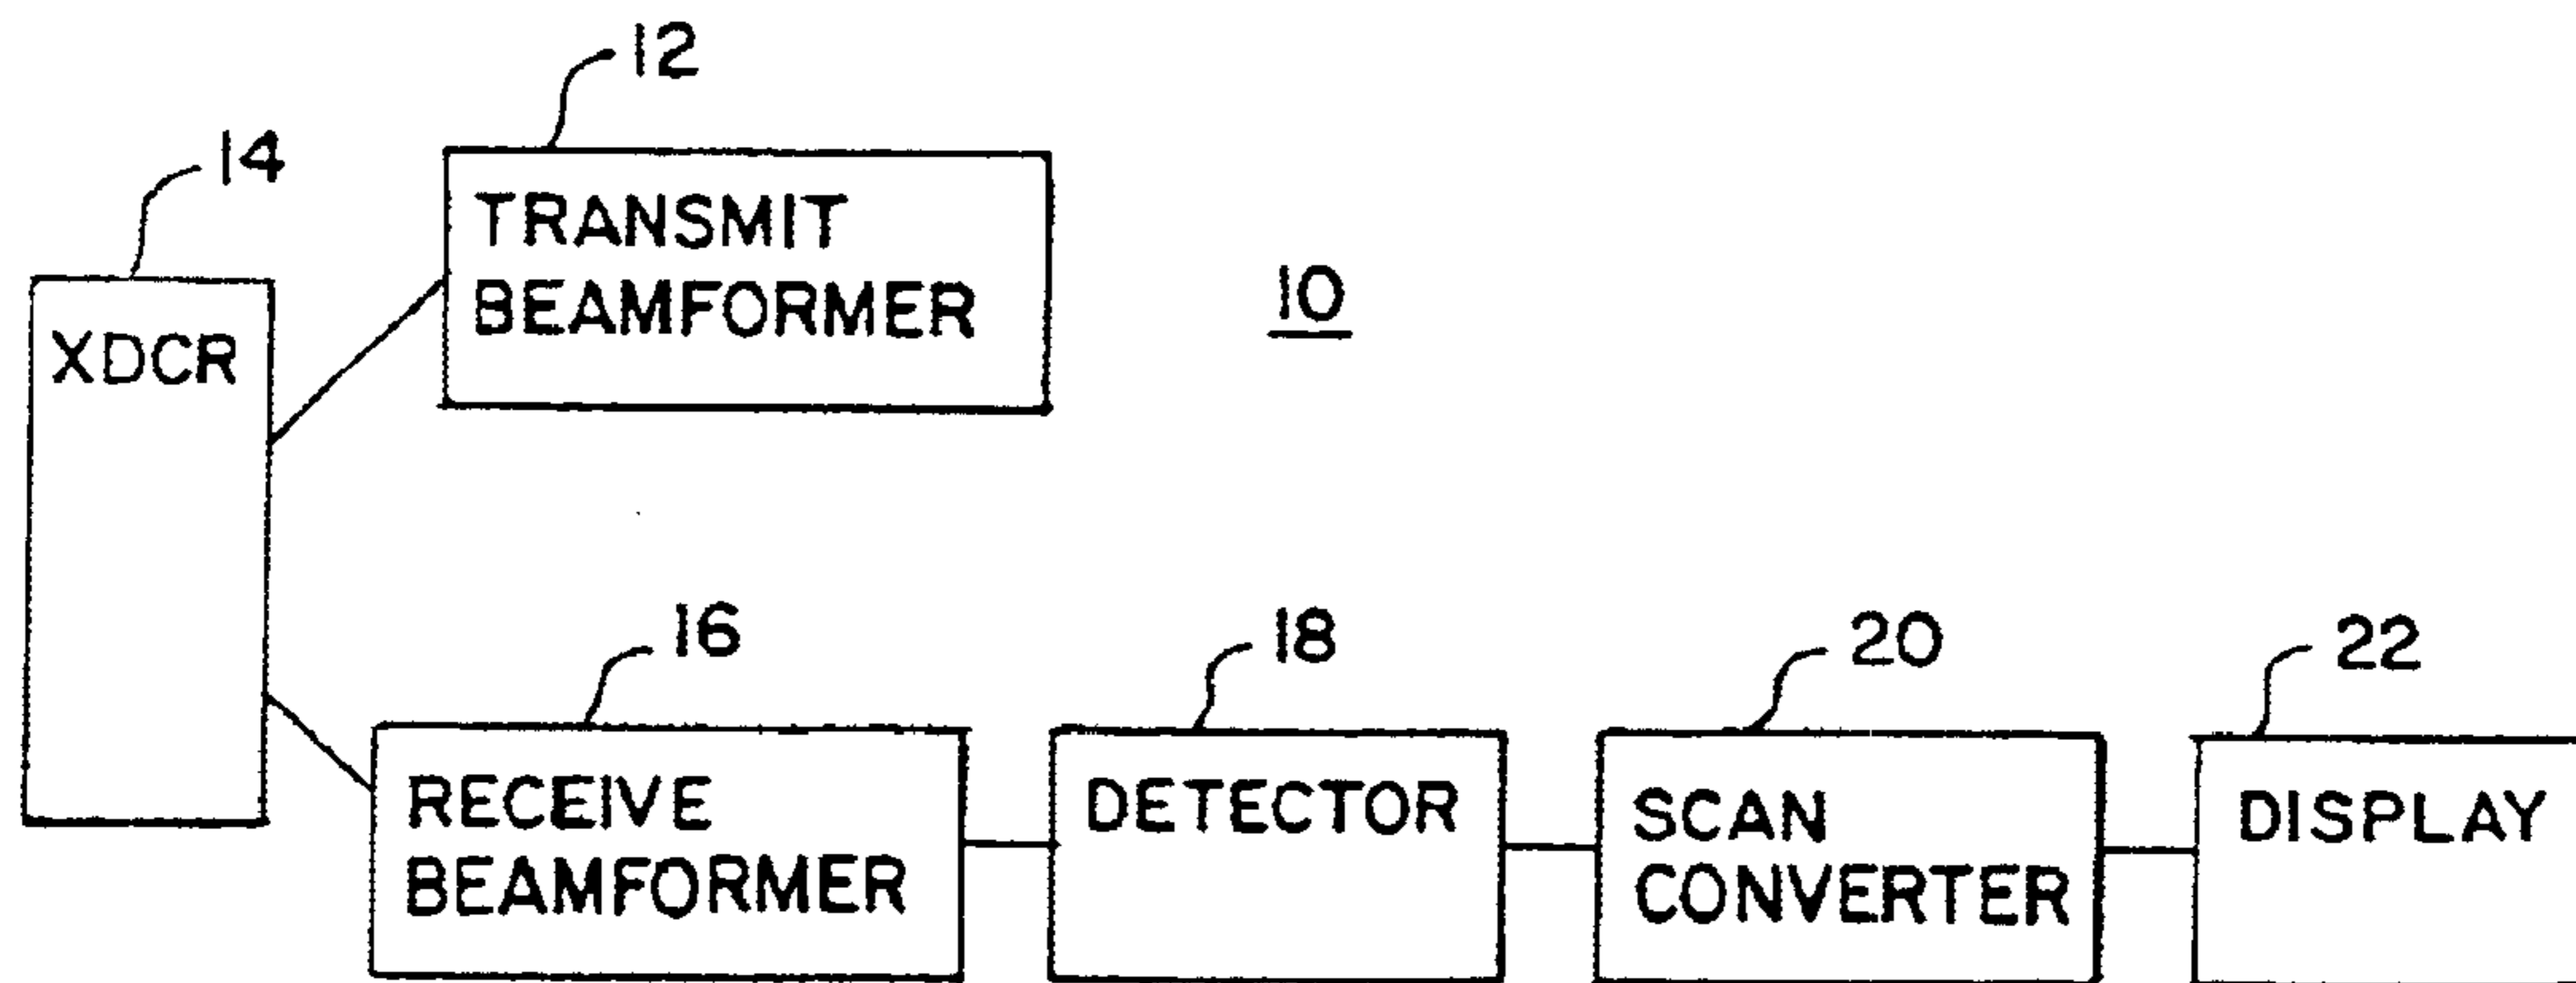 12
14
TRANSMIT
BEAMFORMER
10
XDCR
16
18
20
22
RECEIVE
BEAMFORMER
DETECTOR
SCAN
CONVERTER
DISPLAY